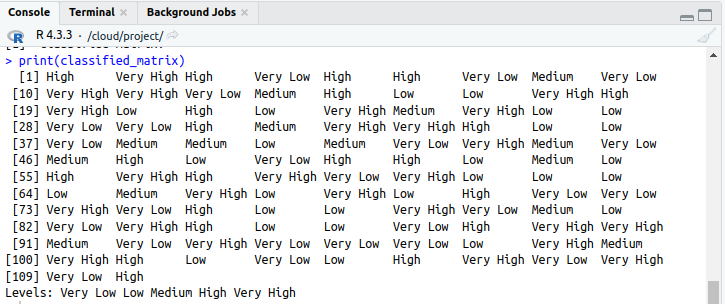 Console Terminal × Background Jobs ×
R R 4.3.3 · /cloud/project/
> print(classified_matrix)
[1] High Very High High Very Low High High Very Low Medium Very Low
[10] Very High Very High Very Low Medium High Low Low Very High High
[19] Very High Low High Low Very High Medium Very High Low Low
[28] Very Low Very Low High Medium Very High Very High High Low Low
[37] Very Low Medium Medium Low Medium Very Low Very High Medium Very Low
[46] Medium High Low Very Low High High Low Medium Low
[55] High Very High High Very High Very High Very Low Low Low Low
[64] Low Medium Very High Low Very High Low High Very Low Very Low
[73] Very High Very Low High Low Low Very High Very Low Medium Low
[82] Very Low Very High High Low Low Very Low High Very High Very High
[91] Medium Very Low Very High Very Low Very Low Very Low Low Very High Medium
[100] Very High High Low Very Low Low High Very High Very Low Very High
[109] Very Low High
Levels: Very Low Low Medium High Very High